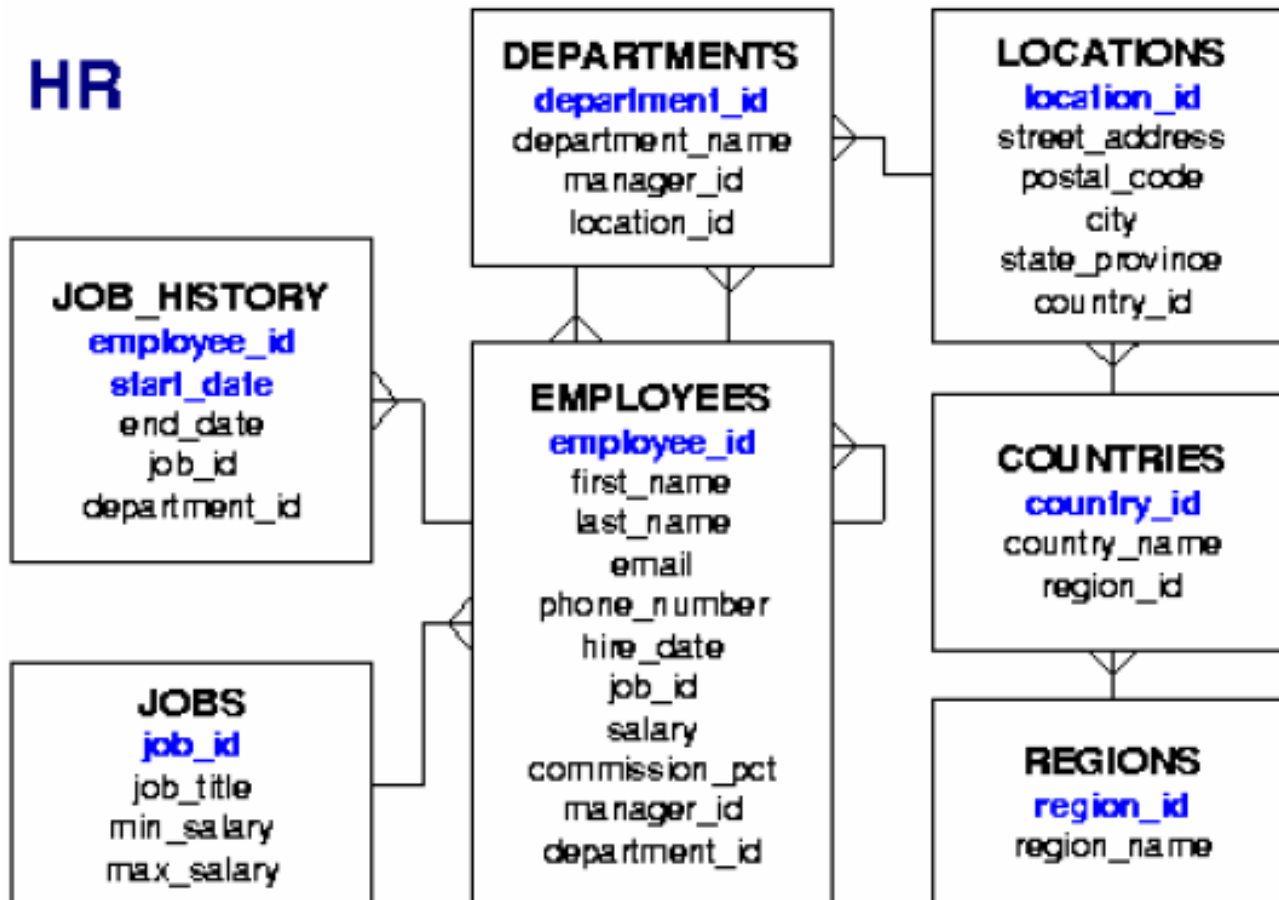 HR
DEPARTMENTS
department_id
department_name
manager_id
location_id
LOCATIONS
location_id
street_address
postal_code
city
state_province
country_id
JOB_HISTORY
employee_id
start_date
end_date
job_id
department_id
EMPLOYEES
employee_id
first_name
last_name
email
phone_number
hire_date
job_id
salary
commission_pct
manager_id
department_id
COUNTRIES
country_id
country_name
region_id
JOBS
job_id
job_title
min_salary
max_salary
REGIONS
region_id
region_name